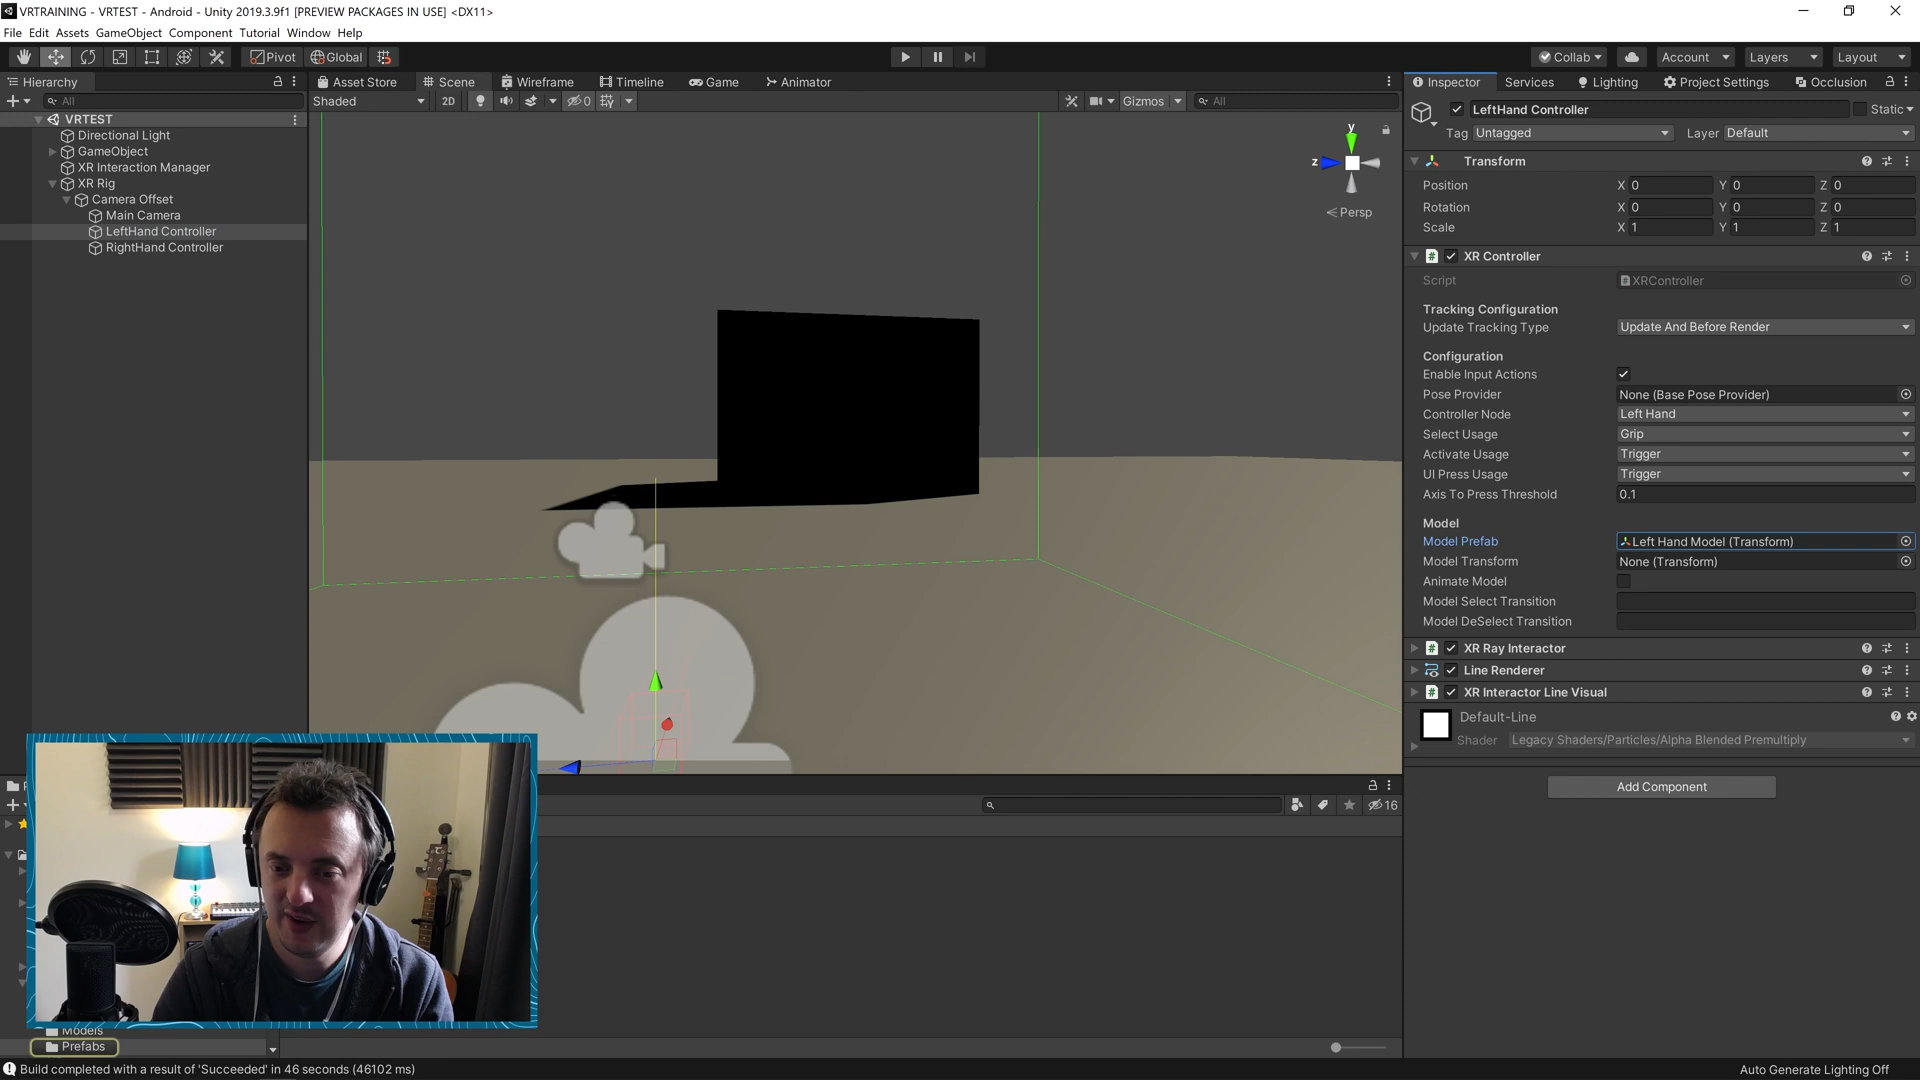 VRTRAINING - VRTEST - Android - Unity 2019.3.9f1 [PREVIEW PACKAGES IN USE] <DX11>
File Edit Assets GameObject Component Tutorial Window Help
Pivot Global Collab Account Layers Layout
Hierarchy Asset Store Scene Wireframe Timeline Game Animator Inspector Services Lighting Project Settings Occlusion
All Shaded 2D 0 Gizmos All
LeftHand Controller Static
Tag Untagged Layer Default
VRTEST
Directional Light
GameObject
XR Interaction Manager
XR Rig
Camera Offset
Main Camera
LeftHand Controller
RightHand Controller
y
z
Persp
Transform
Position X 0 Y 0 Z 0
Rotation X 0 Y 0 Z 0
Scale X 1 Y 1 Z 1
XR Controller
Script XRController
Tracking Configuration
Update Tracking Type Update And Before Render
Configuration
Enable Input Actions
Pose Provider None (Base Pose Provider)
Controller Node Left Hand
Select Usage Grip
Activate Usage Trigger
UI Press Usage Trigger
Axis To Press Threshold 0.1
Model
Model Prefab Left Hand Model (Transform)
Model Transform None (Transform)
Animate Model
Model Select Transition
Model DeSelect Transition
XR Ray Interactor
Line Renderer
XR Interactor Line Visual
Default-Line
Shader Legacy Shaders/Particles/Alpha Blended Premultiply
Add Component
16
Models
Prefabs
Build completed with a result of 'Succeeded' in 46 seconds (46102 ms)
Auto Generate Lighting Off